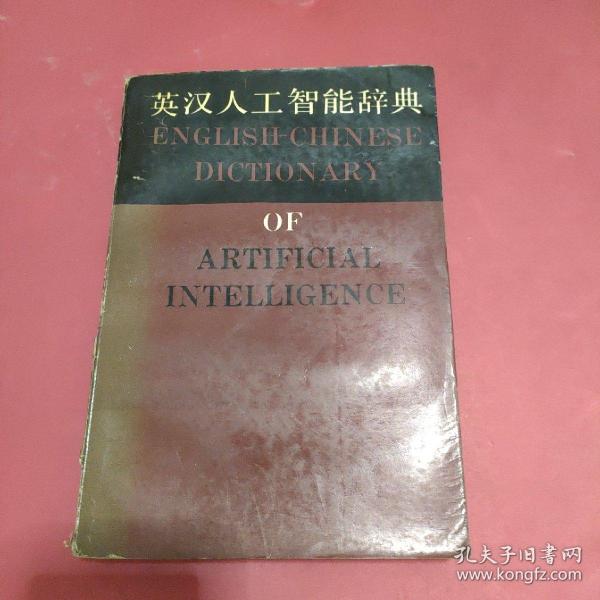 英汉人工智能辞典
ENGLISH-CHINESE
DICTIONARY
OF
ARTIFICIAL
INTELLIGENCE
孔夫子旧书网
www.kongfz.com